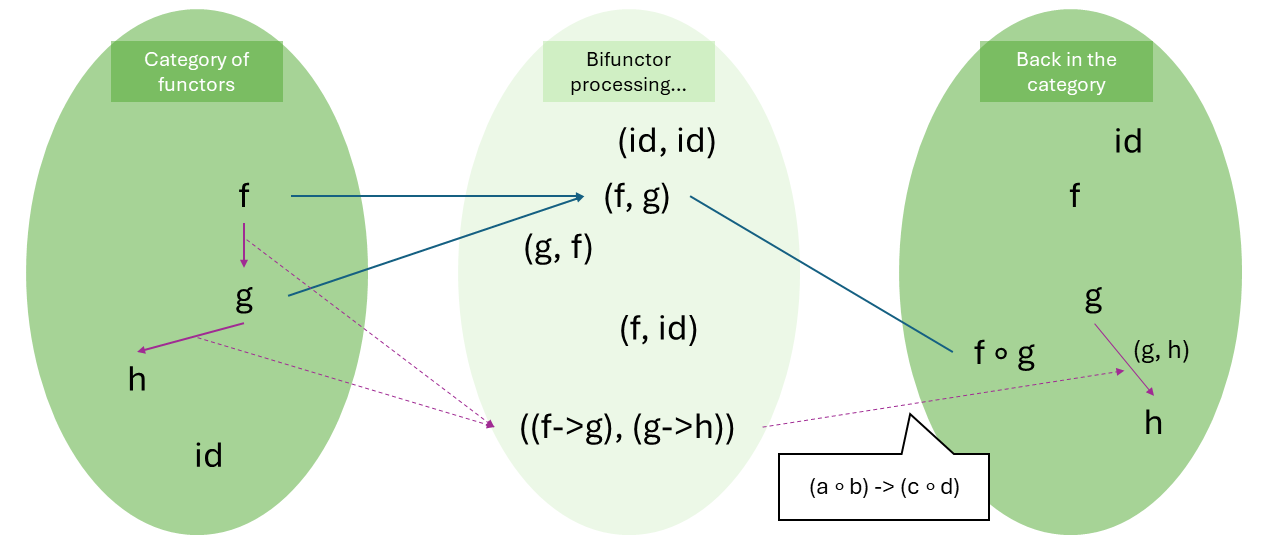 Category of
functors
Bifunctor
processing...
Back in the
category
(id, id)
id
f
(f, g)
f
(g, f)
g
g
(f, id)
f ∘ g
(g, h)
h
h
((f->g), (g->h))
id
(a ∘ b) -> (c ∘ d)